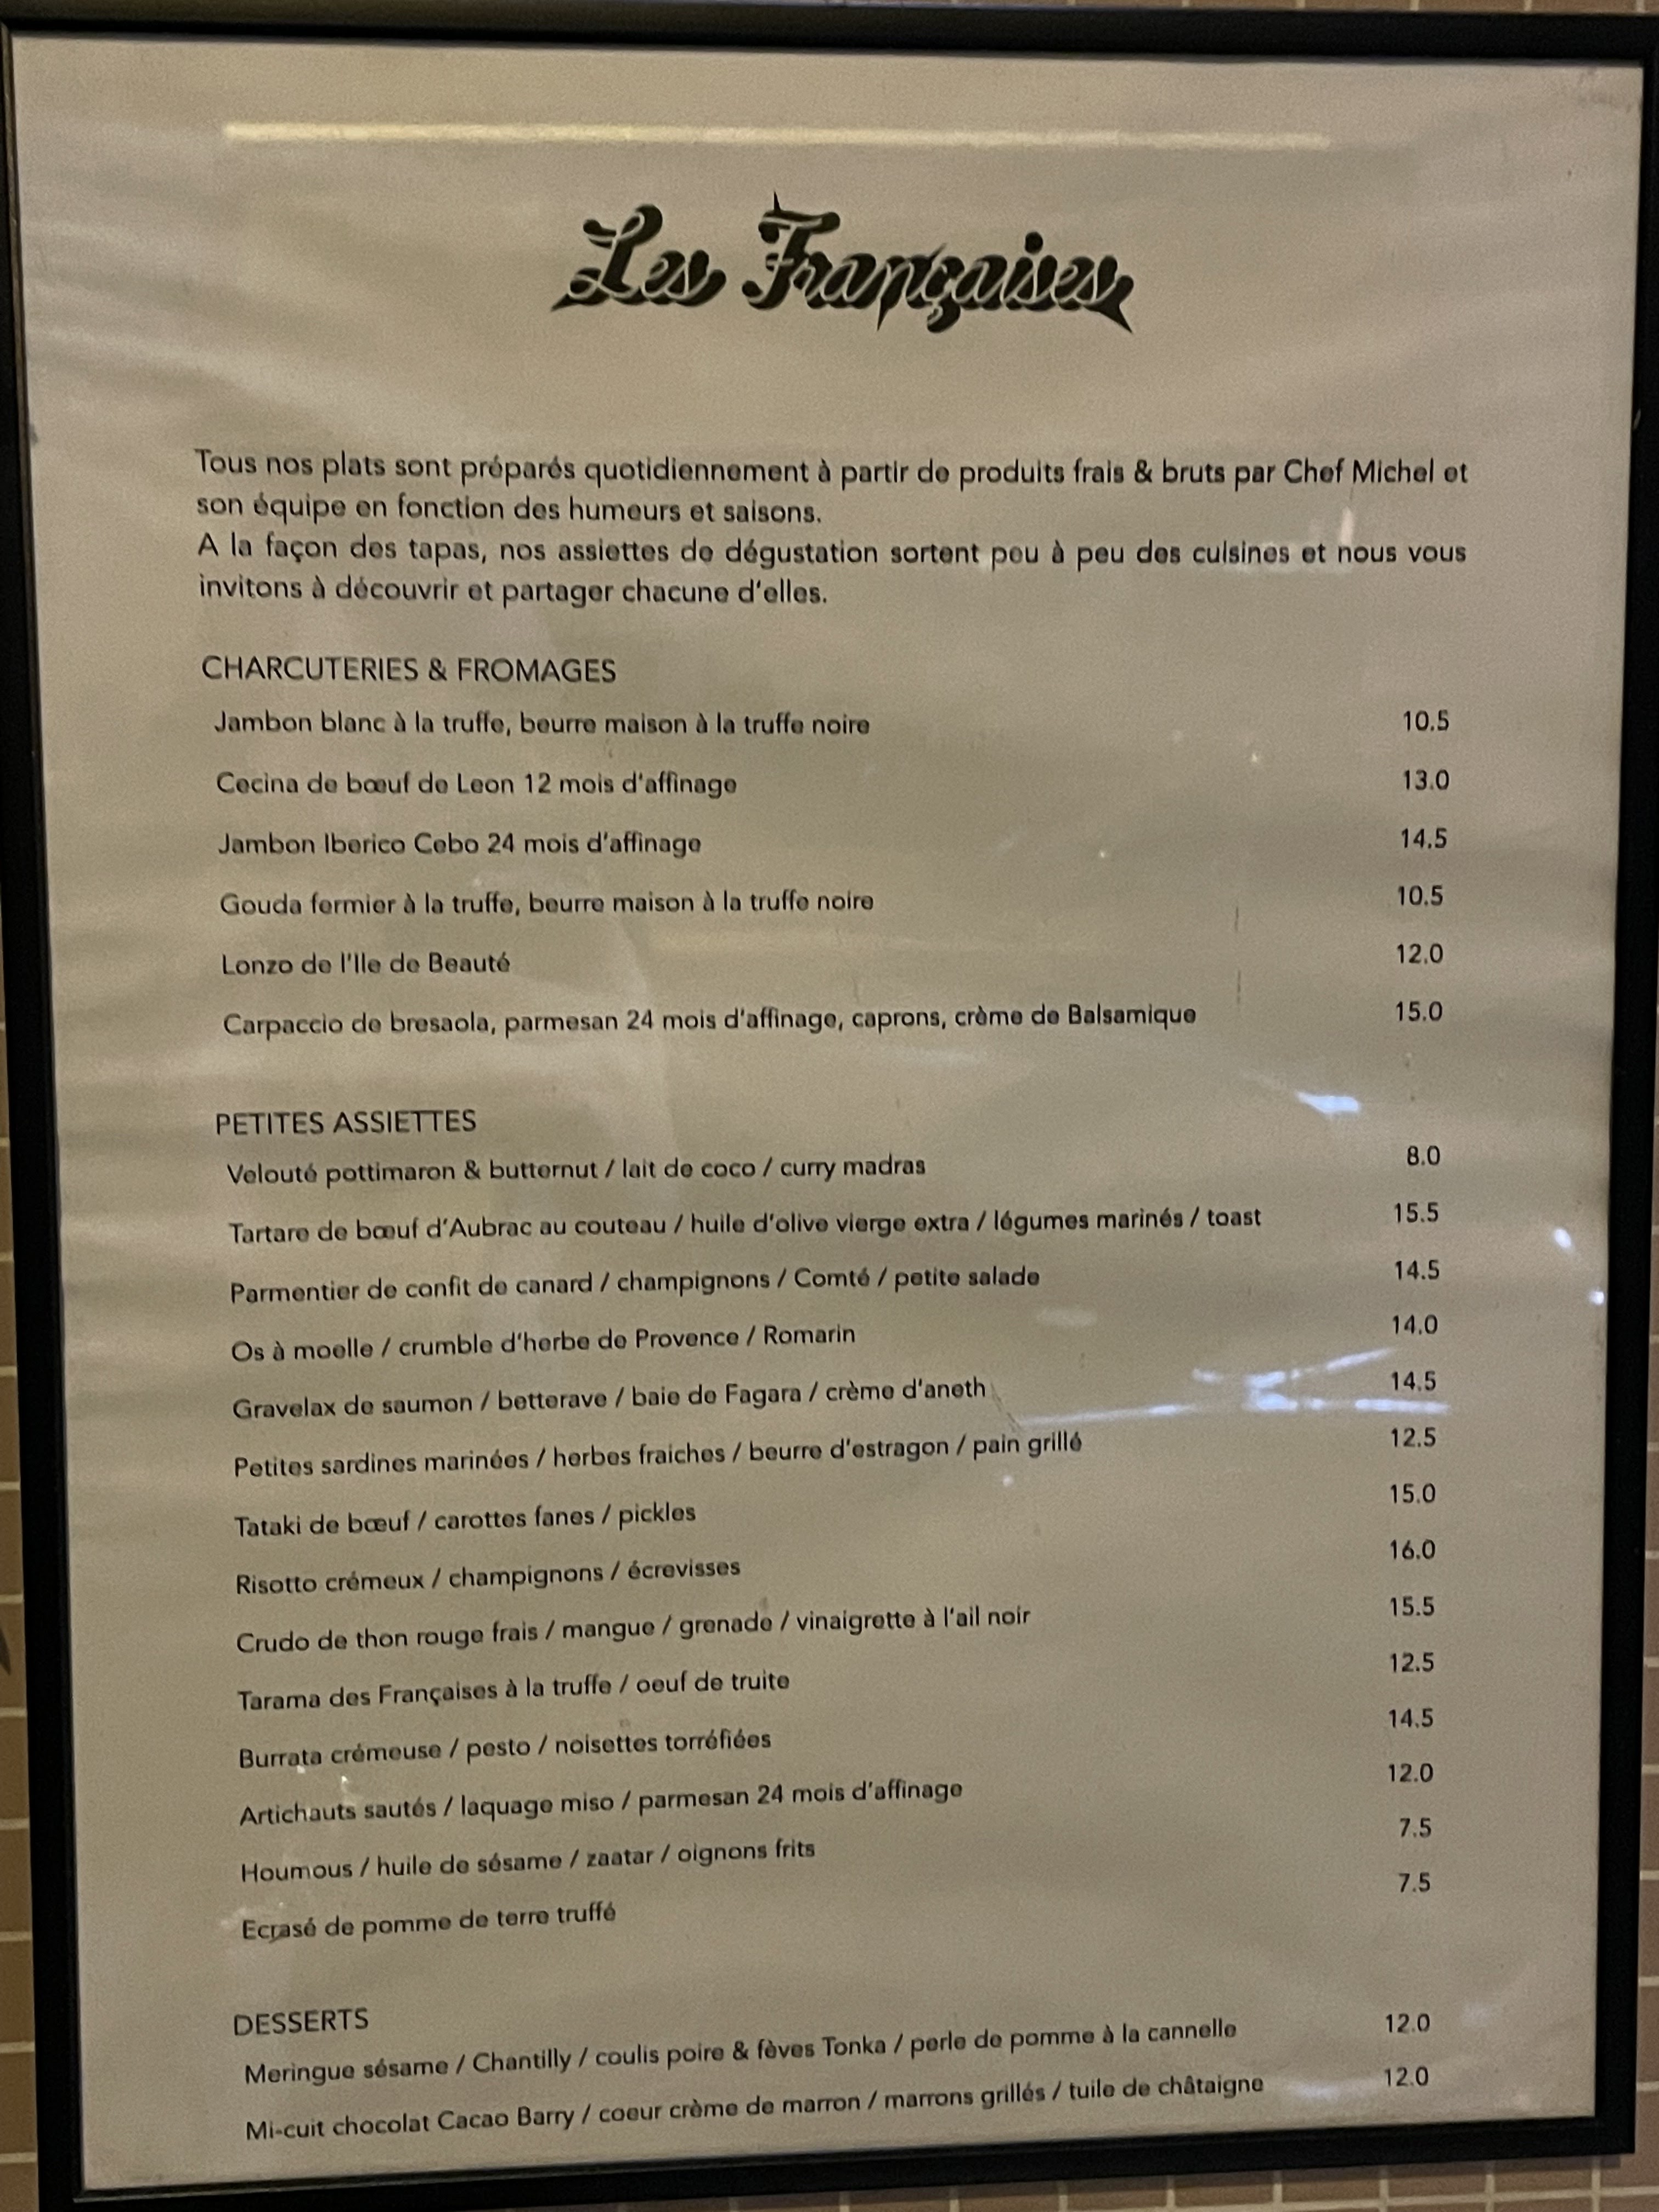 Les Françaises
Tous nos plats sont préparés quotidiennement à partir de produits frais & bruts par Chef Michel et
son équipe en fonction des humeurs et saisons.
A la façon des tapas, nos assiettes de dégustation sortent peu à peu des cuisines et nous vous
invitons à découvrir et partager chacune d'elles.
CHARCUTERIES & FROMAGES
Jambon blanc à la truffe, beurre maison à la truffe noire 10.5
Cecina de bœuf de Leon 12 mois d'affinage 13.0
Jambon Iberico Cebo 24 mois d'affinage 14.5
Gouda fermier à la truffe, beurre maison à la truffe noire 10.5
Lonzo de l'Ile de Beauté 12.0
Carpaccio de bresaola, parmesan 24 mois d'affinage, caprons, crème de Balsamique 15.0
PETITES ASSIETTES
Velouté pottimaron & butternut / lait de coco / curry madras 8.0
Tartare de bœuf d'Aubrac au couteau / huile d'olive vierge extra / légumes marinés / toast 15.5
Parmentier de confit de canard / champignons / Comté / petite salade 14.5
Os à moelle / crumble d'herbe de Provence / Romarin 14.0
Gravelax de saumon / betterave / baie de Fagara / crème d'aneth 14.5
Petites sardines marinées / herbes fraiches / beurre d'estragon / pain grillé 12.5
Tataki de bœuf / carottes fanes / pickles 15.0
Risotto crémeux / champignons / écrevisses 16.0
Crudo de thon rouge frais / mangue / grenade / vinaigrette à l'ail noir 15.5
Tarama des Françaises à la truffe / oeuf de truite 12.5
Burrata crémeuse / pesto / noisettes torréfiées 14.5
Artichauts sautés / laquage miso / parmesan 24 mois d'affinage 12.0
Houmous / huile de sésame / zaatar / oignons frits 7.5
Ecrasé de pomme de terre truffé 7.5
DESSERTS
Meringue sésame / Chantilly / coulis poire & fèves Tonka / perle de pomme à la cannelle 12.0
Mi-cuit chocolat Cacao Barry / coeur crème de marron / marrons grillés / tuile de châtaigne 12.0